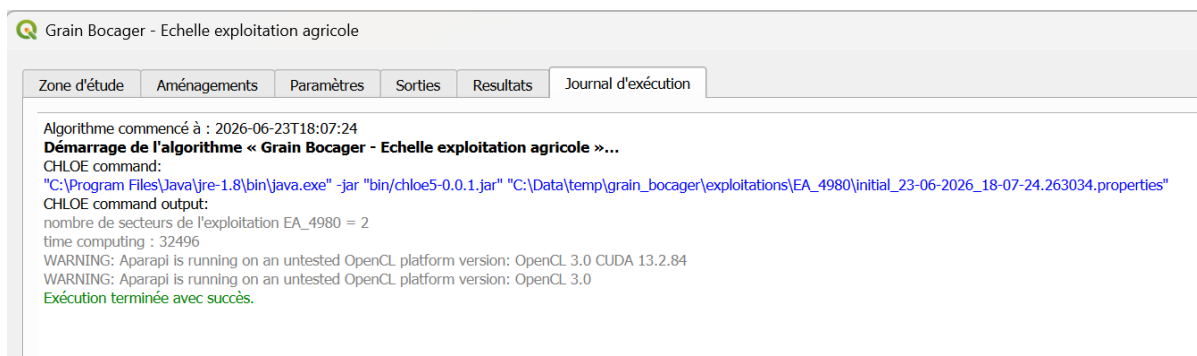 Grain Bocager - Echelle exploitation agricole
Zone d'étude Aménagements Paramètres Sorties Resultats Journal d'exécution
Algorithme commencé à : 2026-06-23T18:07:24
Démarrage de l'algorithme « Grain Bocager - Echelle exploitation agricole »...
CHLOE command:
"C:\Program Files\Java\jre-1.8\bin\java.exe" -jar "bin/chloe5-0.0.1.jar" "C:\Data\temp\grain_bocager\exploitations\EA_4980\initial_23-06-2026_18-07-24.263034.properties"
CHLOE command output:
nombre de secteurs de l'exploitation EA_4980 = 2
time computing : 32496
WARNING: Aparapi is running on an untested OpenCL platform version: OpenCL 3.0 CUDA 13.2.84
WARNING: Aparapi is running on an untested OpenCL platform version: OpenCL 3.0
Exécution terminée avec succès.